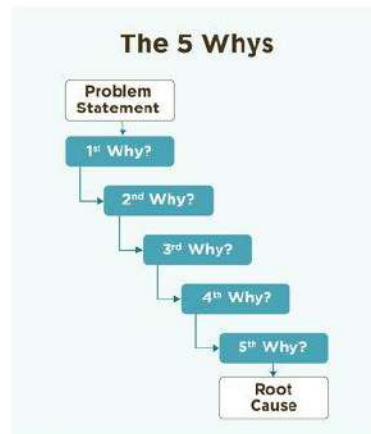 The 5 Whys
Problem
Statement
1st Why?
2nd Why?
3rd Why?
4th Why?
5th Why?
Root
Cause